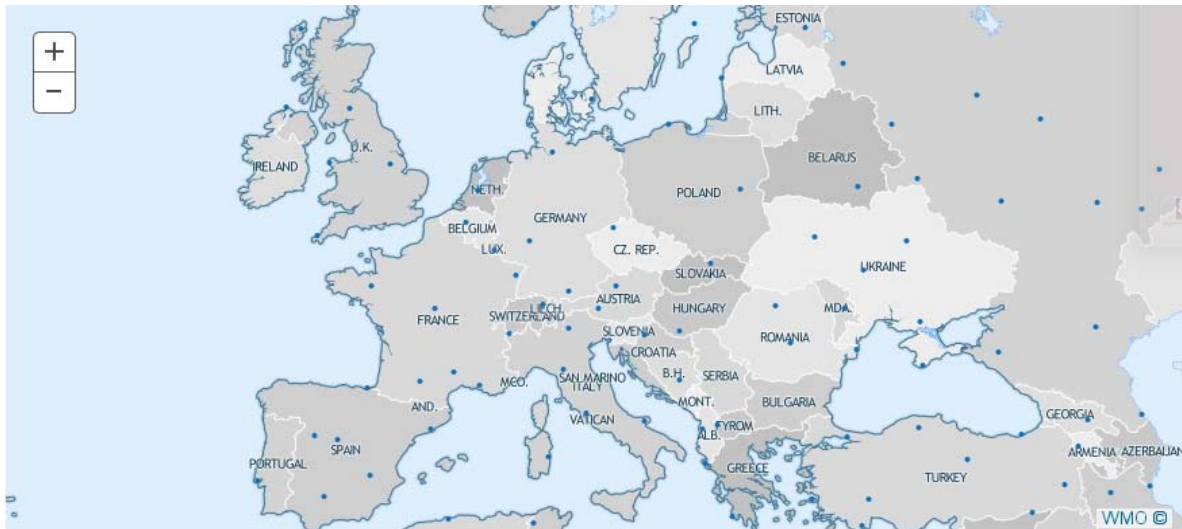 +
−
ESTONIA
LATVIA
LITH.
U.K.
IRELAND
BELARUS
NETH.
POLAND
GERMANY
BELGIUM
LUX.
CZ. REP.
UKRAINE
SLOVAKIA
AUSTRIA
LIECH.
SWITZERLAND
HUNGARY
MDA.
FRANCE
SLOVENIA
ROMANIA
CROATIA
B.H.
SERBIA
MCO.
SAN MARINO
ITALY
MONT.
AND.
VATICAN
BULGARIA
GEORGIA
FYROM
ALB.
SPAIN
PORTUGAL
GREECE
TURKEY
ARMENIA
AZERBAIJAN
WMO ©